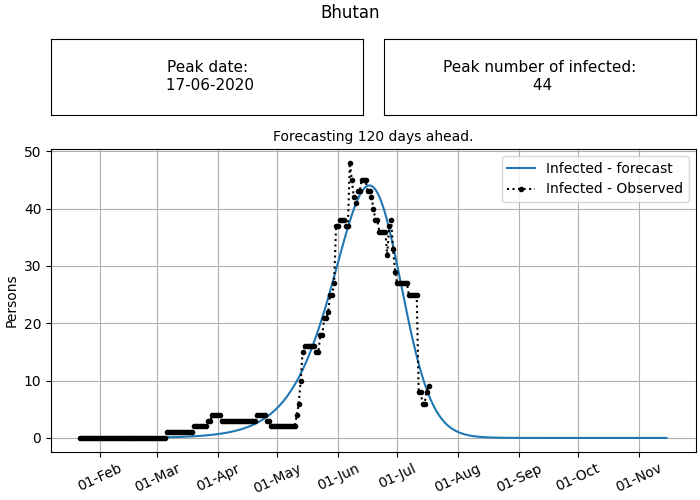 Bhutan
Peak date:
17-06-2020
Peak number of infected:
44
Forecasting 120 days ahead.
50
40
30
20
10
0
Persons
Infected - forecast
Infected - Observed
01-Feb
01-Mar
01-Apr
01-May
01-Jun
01-Jul
01-Aug
01-Sep
01-Oct
01-Nov